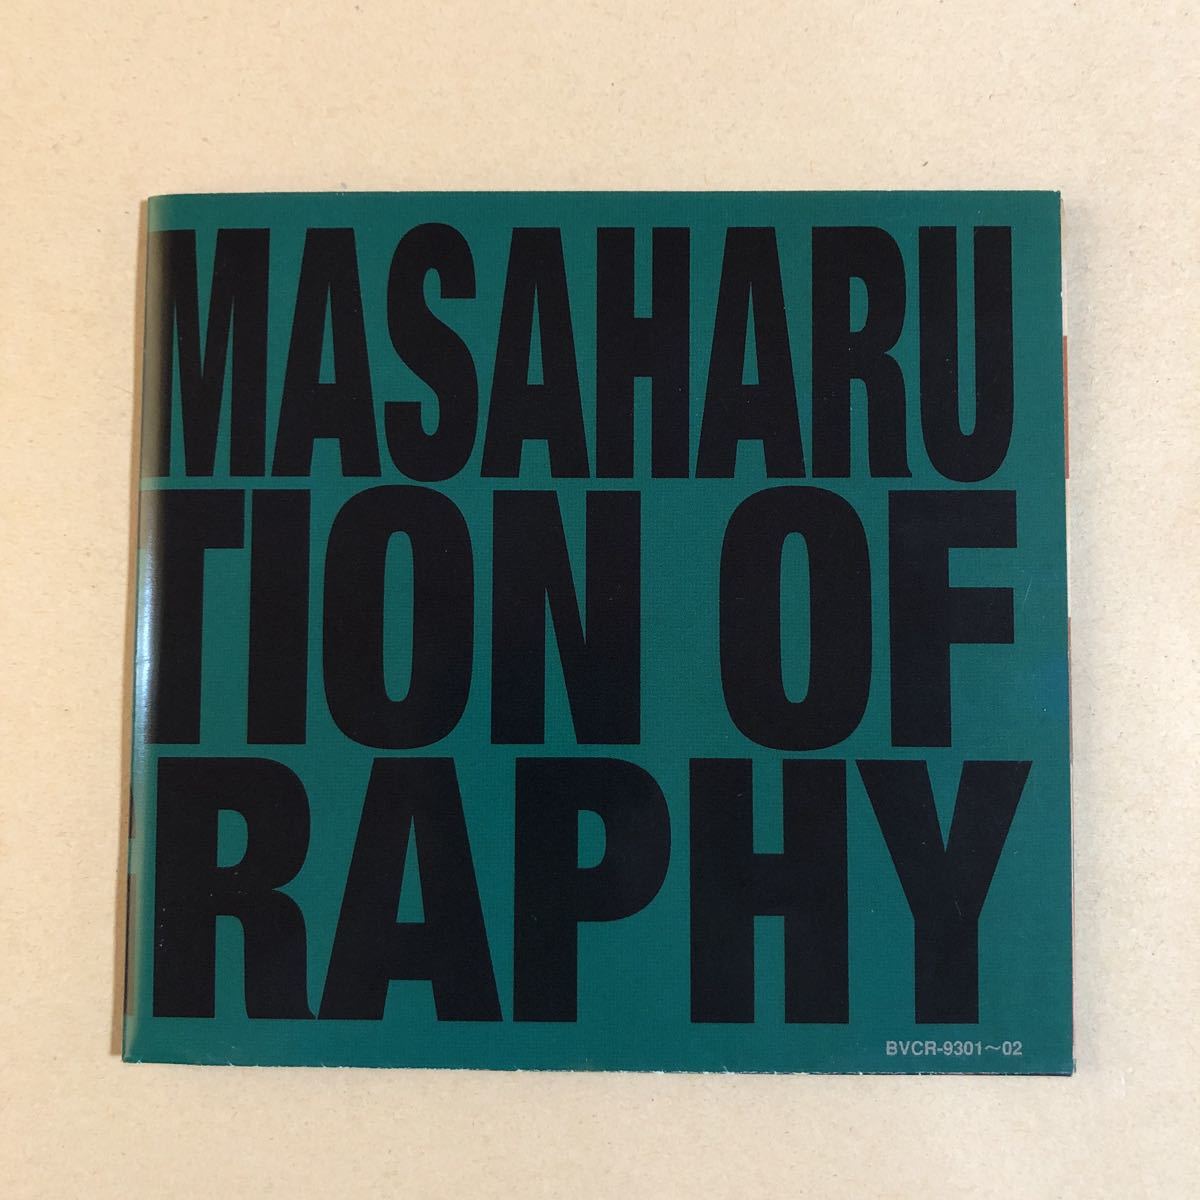 MASAHARU
TION OF
RAPHY
BVCR-9301～02